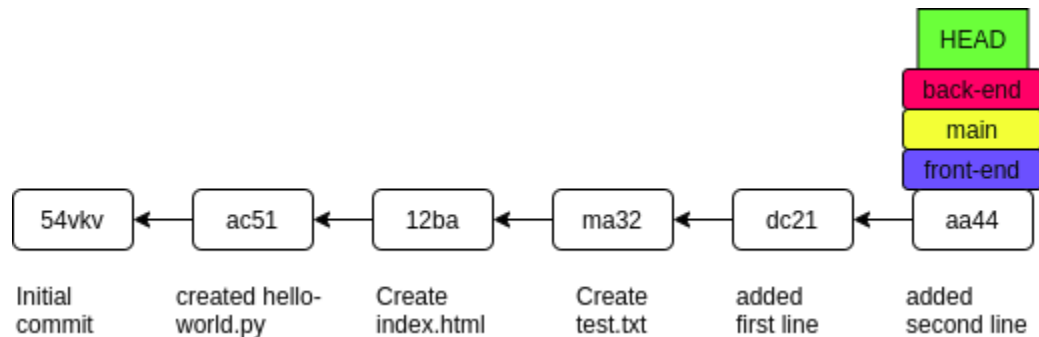 HEAD
back-end
main
front-end
54vkv
ac51
12ba
ma32
dc21
aa44
Initial
commit
created hello-
world.py
Create
index.html
Create
test.txt
added
first line
added
second line